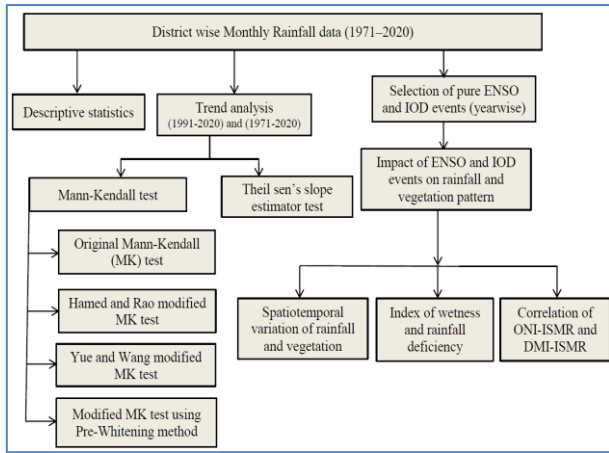 District wise Monthly Rainfall data (1971–2020)
Descriptive statistics
Trend analysis
(1991-2020) and (1971-2020)
Selection of pure ENSO
and IOD events (yearwise)
Mann-Kendall test
Theil sen's slope
estimator test
Impact of ENSO and IOD
events on rainfall and
vegetation pattern
Original Mann-Kendall
(MK) test
Hamed and Rao modified
MK test
Yue and Wang modified
MK test
Modified MK test using
Pre-Whitening method
Spatiotemporal
variation of rainfall
and vegetation
Index of wetness
and rainfall
deficiency
Correlation of
ONI-ISMR and
DMI-ISMR